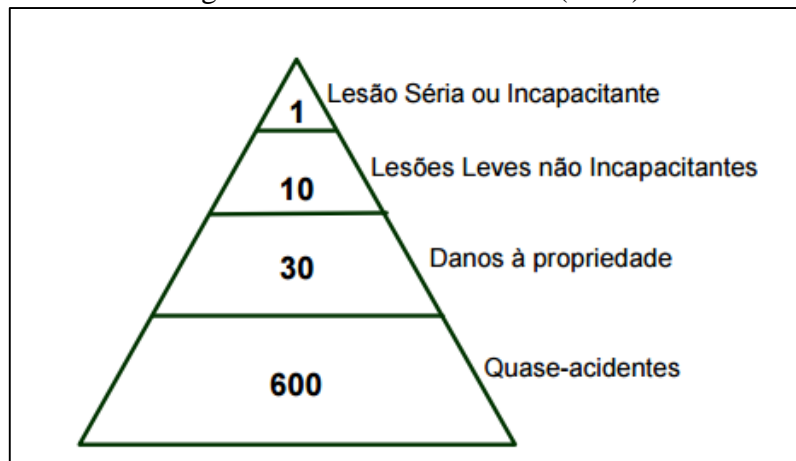 1
Lesão Séria ou Incapacitante
10
Lesões Leves não Incapacitantes
30
Danos à propriedade
600
Quase-acidentes